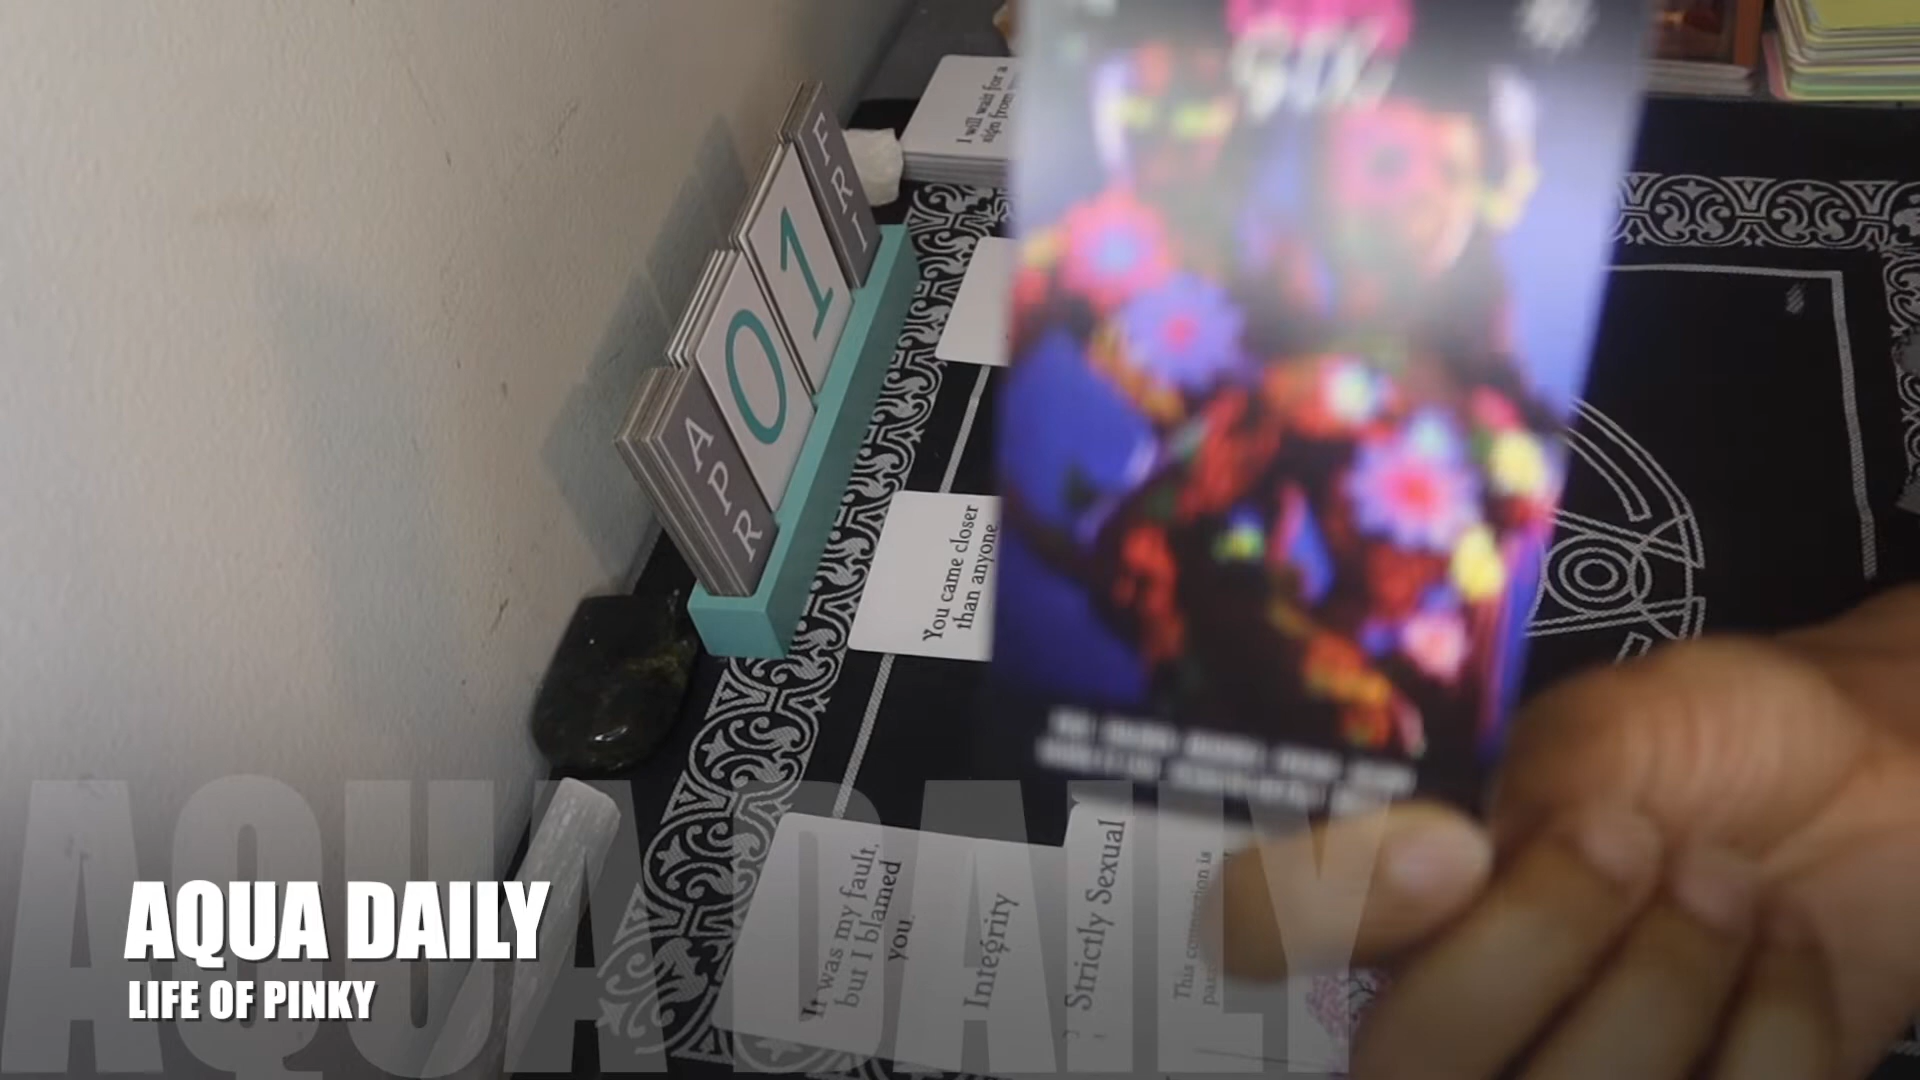 I will wait for a
sign from
FRI
01
APR
You came closer
than anyone
It was my fault,
but I blamed
you.
Integrity
Strictly Sexual
This connection is
AQUA DAILY
AQUA DAILY
LIFE OF PINKY